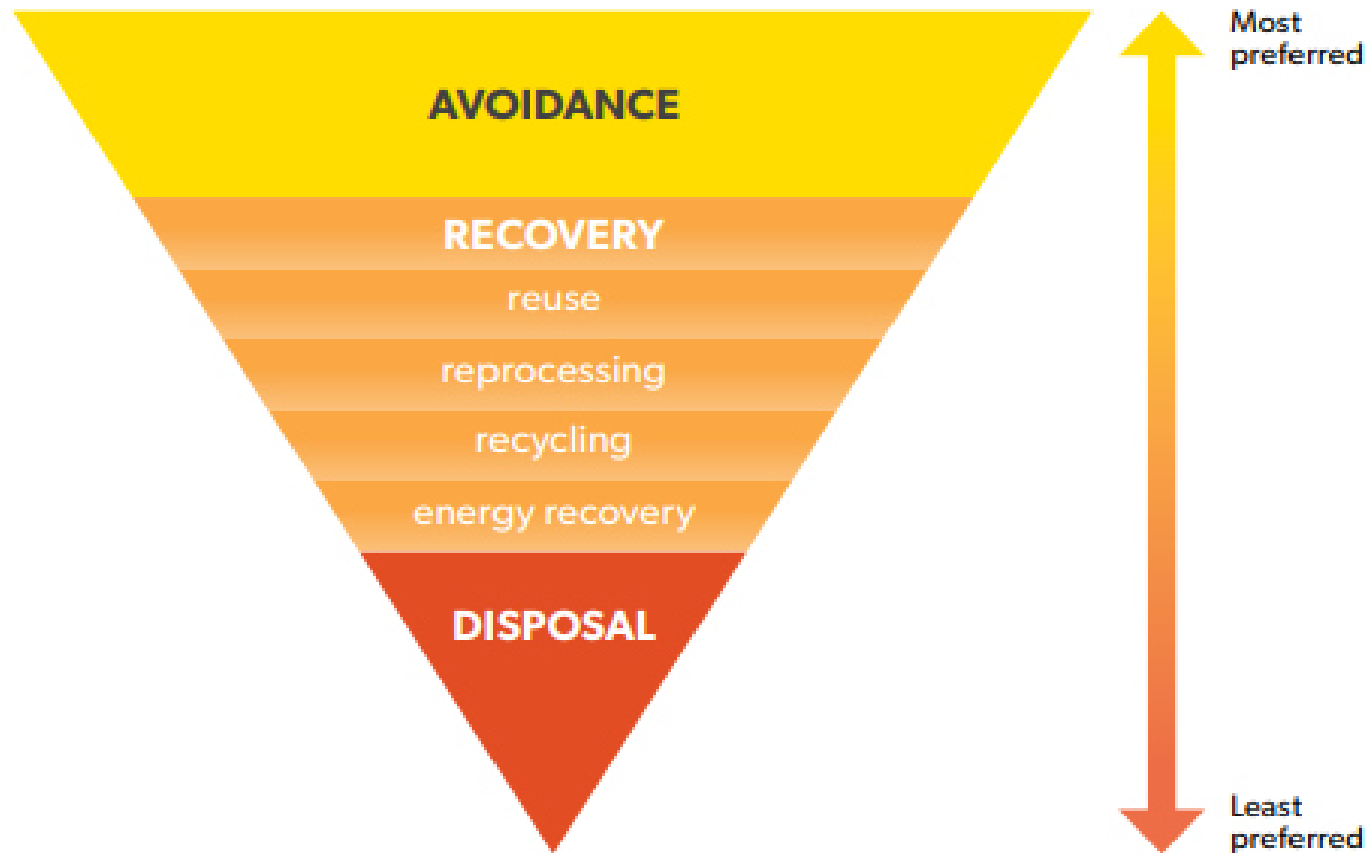 AVOIDANCE
RECOVERY
reuse
reprocessing
recycling
energy recovery
DISPOSAL
Most
preferred
Least
preferred